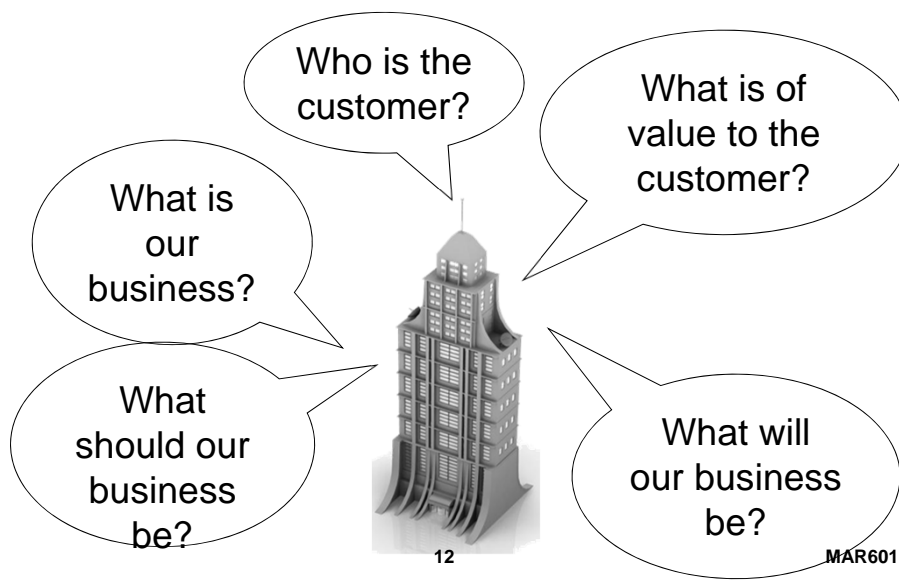 Who is the
customer?
What is of
value to the
customer?
What is
our
business?
What
should our
business
be?
What will
our business
be?
12
MAR601